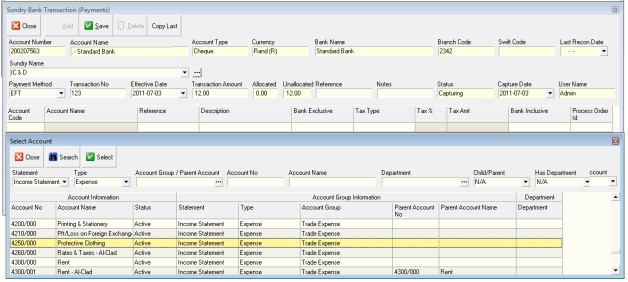 Sundry Bank Transaction (Payments)
Close Add Save Delete Copy Last
Account Number Account Name Account Type Currency Bank Name Branch Code Swift Code Last Recon Date
200207563 - Standard Bank Cheque Rand (R) Standard Bank 2342 - -
Sundry Name
IC & D
Payment Method Transaction No Effective Date Transaction Amount Allocated Unallocated Reference Notes Status Capture Date User Name
EFT 123 2011-07-03 12.00 0.00 12.00 Capturing 2011-07-03 Admin
Account Code Account Name Reference Description Bank Exclusive Tax Type Tax % Tax Amt Bank Inclusive Process Order Id
Select Account
Close Search Select
Statement Type Account Group / Parent Account Account No Account Name Department Child/Parent Has Department ccount
Income Statement Expense N/A N/A
Account Information Account Group Information Department
Account No Account Name Status Statement Type Account Group Parent Account No Parent Account Name Department
4200/000 Printing & Stationery Active Income Statement Expense Trade Expense
4210/000 Pft/Loss on Foreign Exchang Active Income Statement Expense Trade Expense
4250/000 Protective Clothing Active Income Statement Expense Trade Expense
4260/000 Rates & Taxes - Al-Clad Active Income Statement Expense Trade Expense
4300/000 Rent Active Income Statement Expense Trade Expense
4300/001 Rent - Al-Clad Active Income Statement Expense Trade Expense 4300/000 Rent